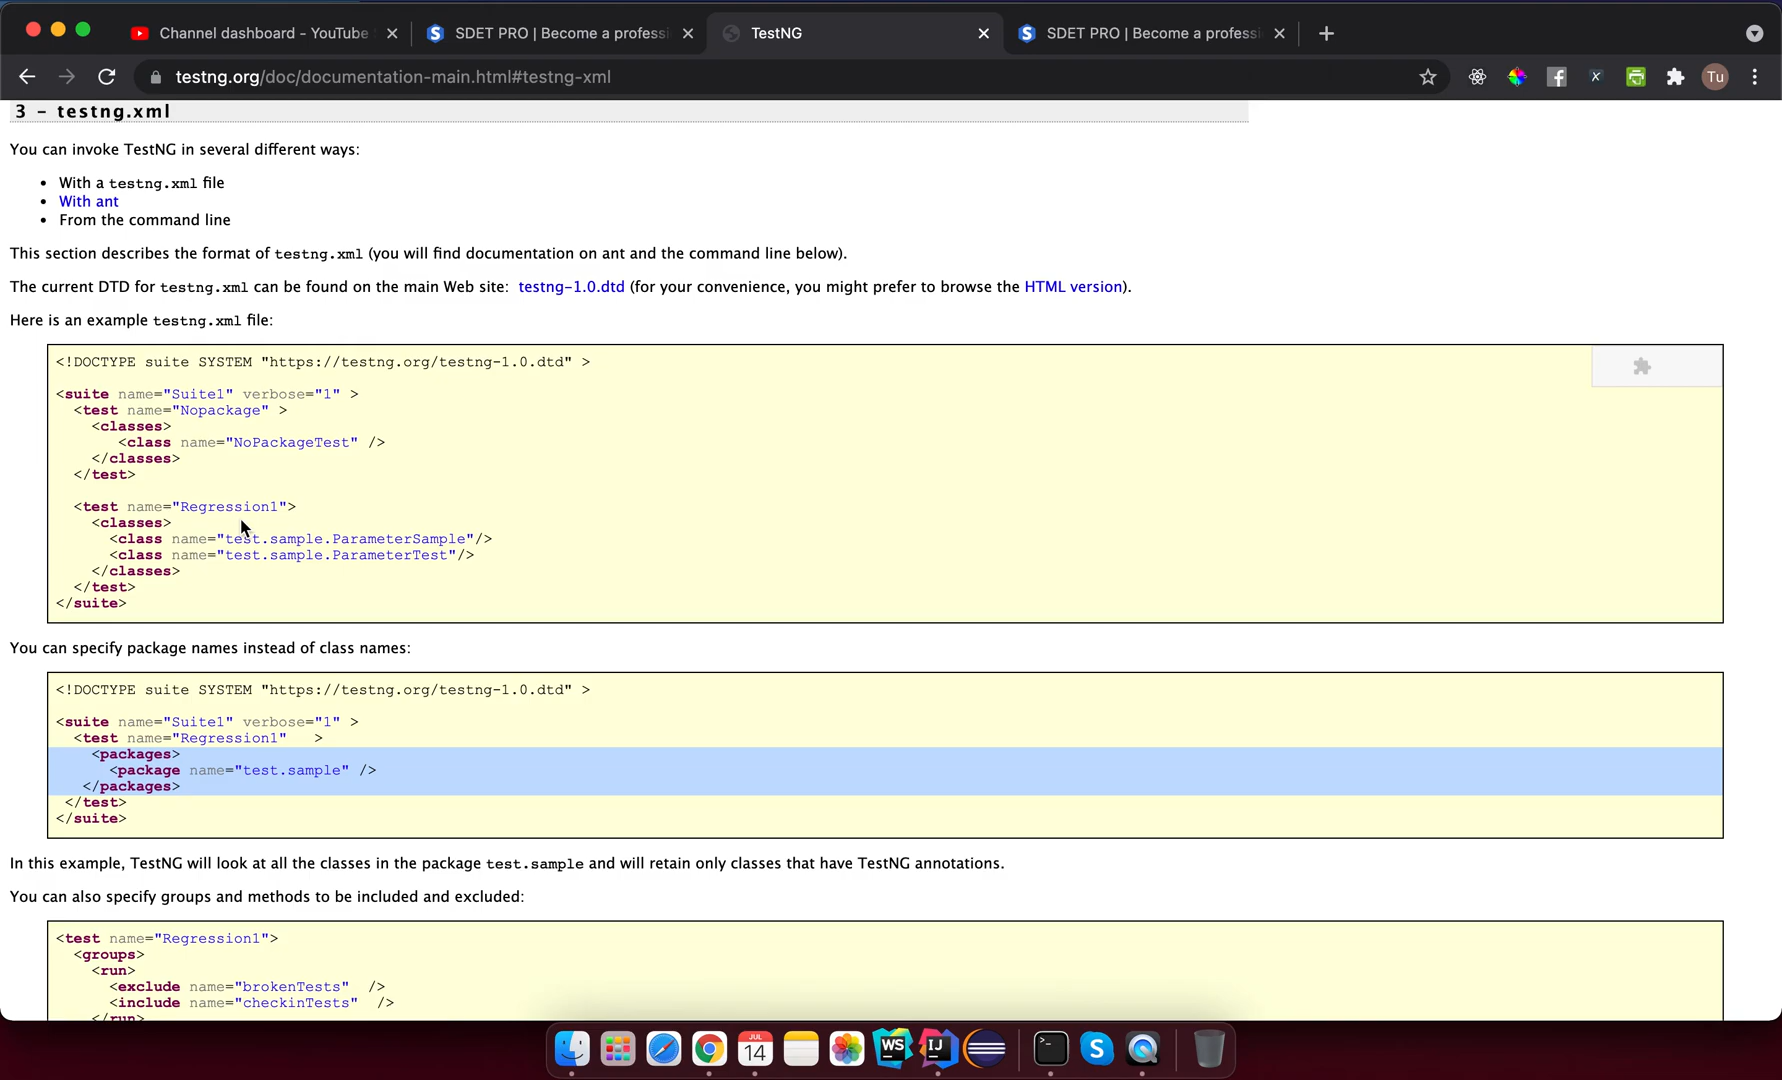 Channel dashboard - YouTube
SDET PRO | Become a professi
TestNG
SDET PRO | Become a professi
testng.org/doc/documentation-main.html#testng-xml
Tu
3 - testng.xml
You can invoke TestNG in several different ways:
• With a testng.xml file
• With ant
• From the command line
This section describes the format of testng.xml (you will find documentation on ant and the command line below).
The current DTD for testng.xml can be found on the main Web site: testng-1.0.dtd (for your convenience, you might prefer to browse the HTML version).
Here is an example testng.xml file:
<!DOCTYPE suite SYSTEM "https://testng.org/testng-1.0.dtd" >
<suite name="Suite1" verbose="1" >
<test name="Nopackage" >
<classes>
<class name="NoPackageTest" />
</classes>
</test>
<test name="Regression1">
<classes>
<class name="test.sample.ParameterSample"/>
<class name="test.sample.ParameterTest"/>
</classes>
</test>
</suite>
You can specify package names instead of class names:
<!DOCTYPE suite SYSTEM "https://testng.org/testng-1.0.dtd" >
<suite name="Suite1" verbose="1" >
<test name="Regression1" >
<packages>
<package name="test.sample" />
</packages>
</test>
</suite>
In this example, TestNG will look at all the classes in the package test.sample and will retain only classes that have TestNG annotations.
You can also specify groups and methods to be included and excluded:
<test name="Regression1">
<groups>
<run>
<exclude name="brokenTests" />
<include name="checkinTests" />
</run>
JUL
14
WS
IJ